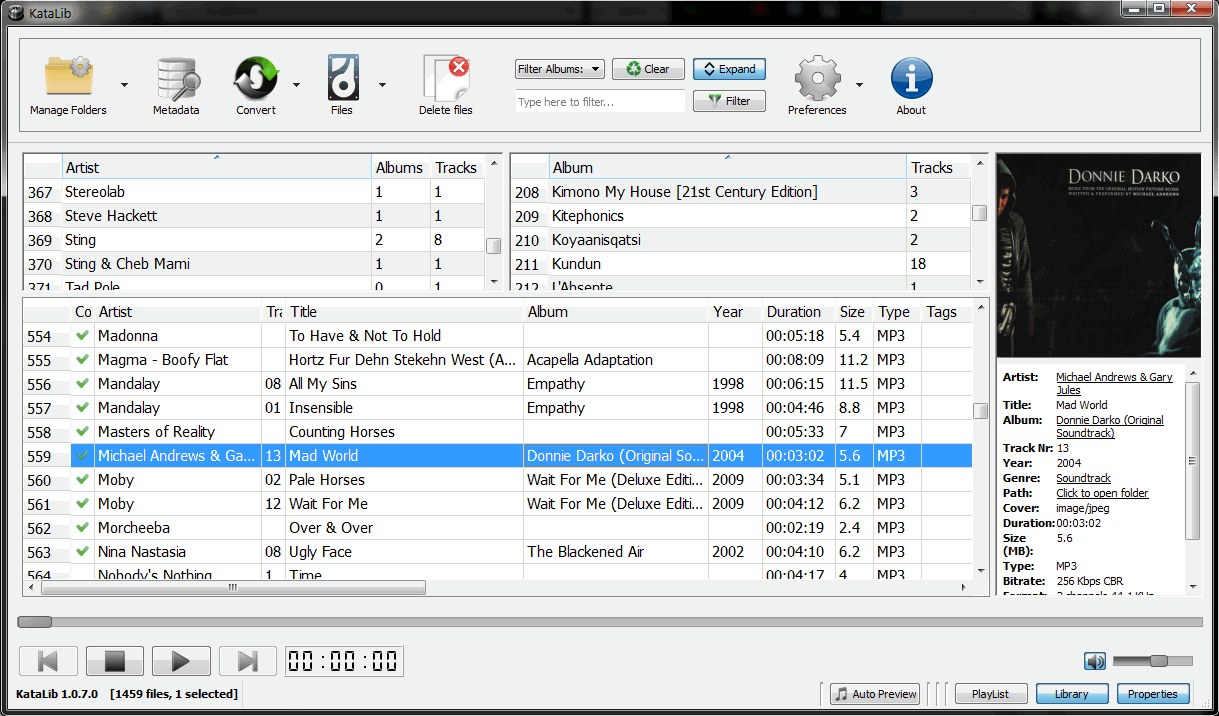 KataLib
Manage Folders Metadata Convert Files Delete files Filter Albums: Clear Expand Type here to filter... Filter Preferences About
Artist Albums Tracks
367 Stereolab 1 1
368 Steve Hackett 1 1
369 Sting 2 8
370 Sting & Cheb Mami 1 1
371 Tad Pole 0 1
Album Tracks
208 Kimono My House [21st Century Edition] 3
209 Kitephonics 2
210 Koyaanisqatsi 2
211 Kundun 18
212 L'Absente 1
DONNIE DARKO
MUSIC FROM THE ORIGINAL MOTION PICTURE SCORE
WRITTEN & PERFORMED BY MICHAEL ANDREWS
Co Artist Tra Title Album Year Duration Size Type Tags
554 Madonna To Have & Not To Hold 00:05:18 5.4 MP3
555 Magma - Boofy Flat Hortz Fur Dehn Stekehn West (A... Acapella Adaptation 00:08:09 11.2 MP3
556 Mandalay 08 All My Sins Empathy 1998 00:06:15 11.5 MP3
557 Mandalay 01 Insensible Empathy 1998 00:04:46 8.8 MP3
558 Masters of Reality Counting Horses 00:05:33 7 MP3
559 Michael Andrews & Ga... 13 Mad World Donnie Darko (Original So... 2004 00:03:02 5.6 MP3
560 Moby 02 Pale Horses Wait For Me (Deluxe Editi... 2009 00:03:34 5.1 MP3
561 Moby 12 Wait For Me Wait For Me (Deluxe Editi... 2009 00:04:12 6.2 MP3
562 Morcheeba Over & Over 00:02:19 2.4 MP3
563 Nina Nastasia 08 Ugly Face The Blackened Air 2002 00:04:10 6.2 MP3
564 Nobody's Nothing 1 Time 00:04:17 4 MP3
Artist: Michael Andrews & Gary
Jules
Title: Mad World
Album: Donnie Darko (Original
Soundtrack)
Track Nr: 13
Year: 2004
Genre: Soundtrack
Path: Click to open folder
Cover: image/jpeg
Duration: 00:03:02
Size 5.6
(MB):
Type: MP3
Bitrate: 256 Kbps CBR
Format: 2 channels 44.1 KHz
00:00:00
KataLib 1.0.7.0 [1459 files, 1 selected] Auto Preview PlayList Library Properties